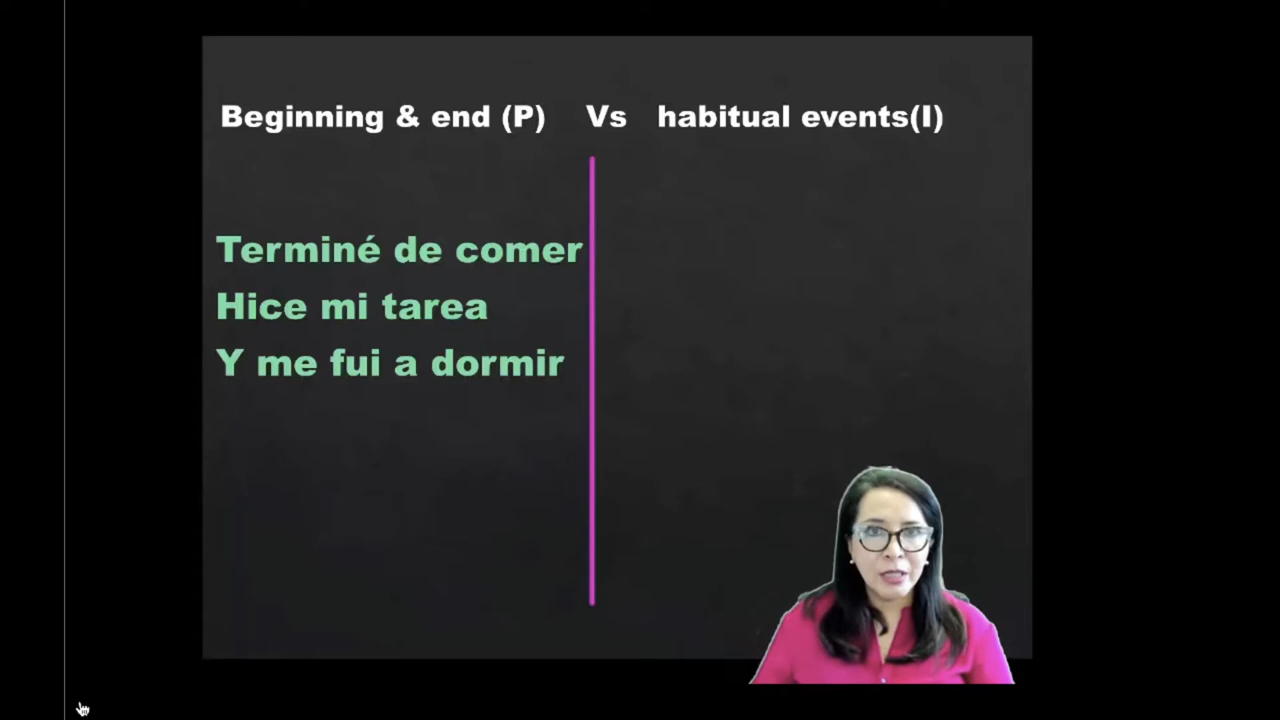 Beginning & end (P) Vs habitual events(I)
Terminé de comer
Hice mi tarea
Y me fui a dormir